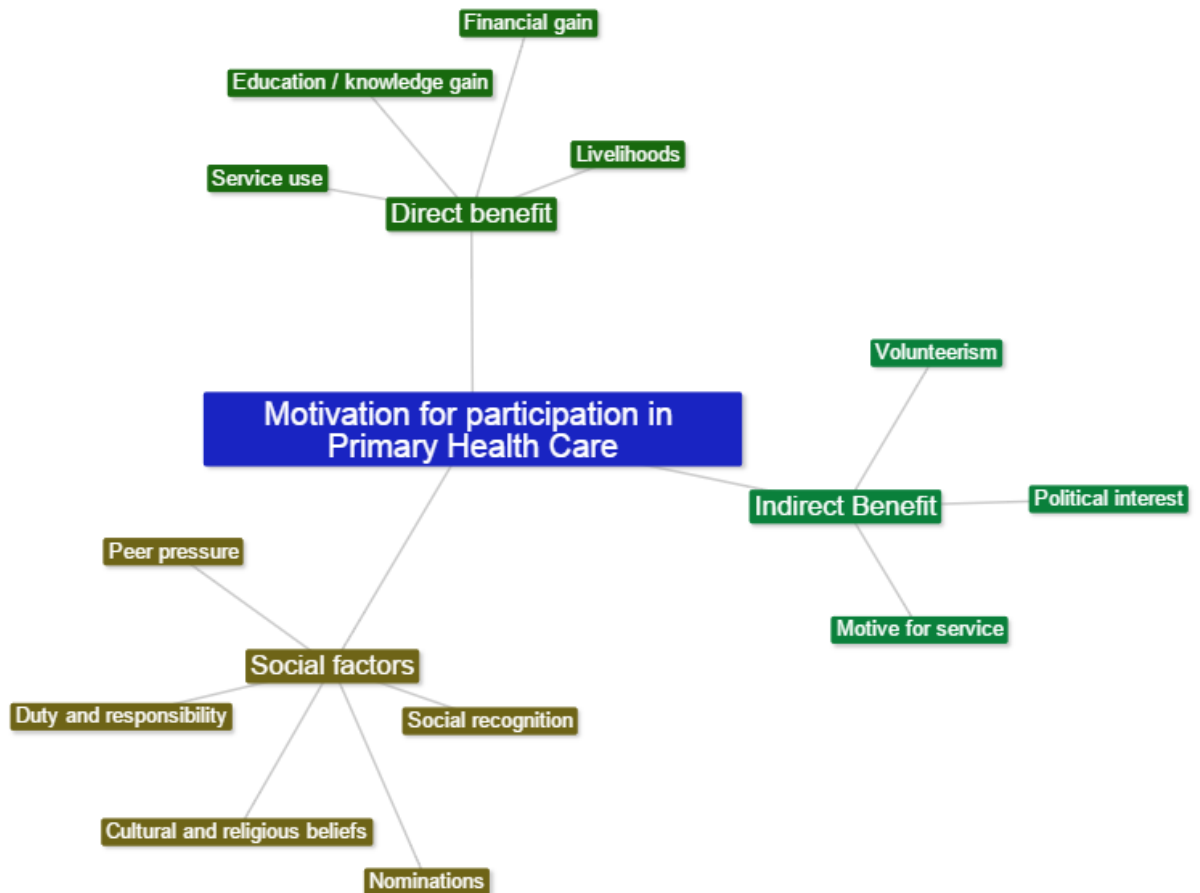 Financial gain
Education / knowledge gain
Livelihoods
Service use
Direct benefit
Volunteerism
Motivation for participation in
Primary Health Care
Political interest
Indirect Benefit
Peer pressure
Motive for service
Social factors
Duty and responsibility
Social recognition
Cultural and religious beliefs
Nominations